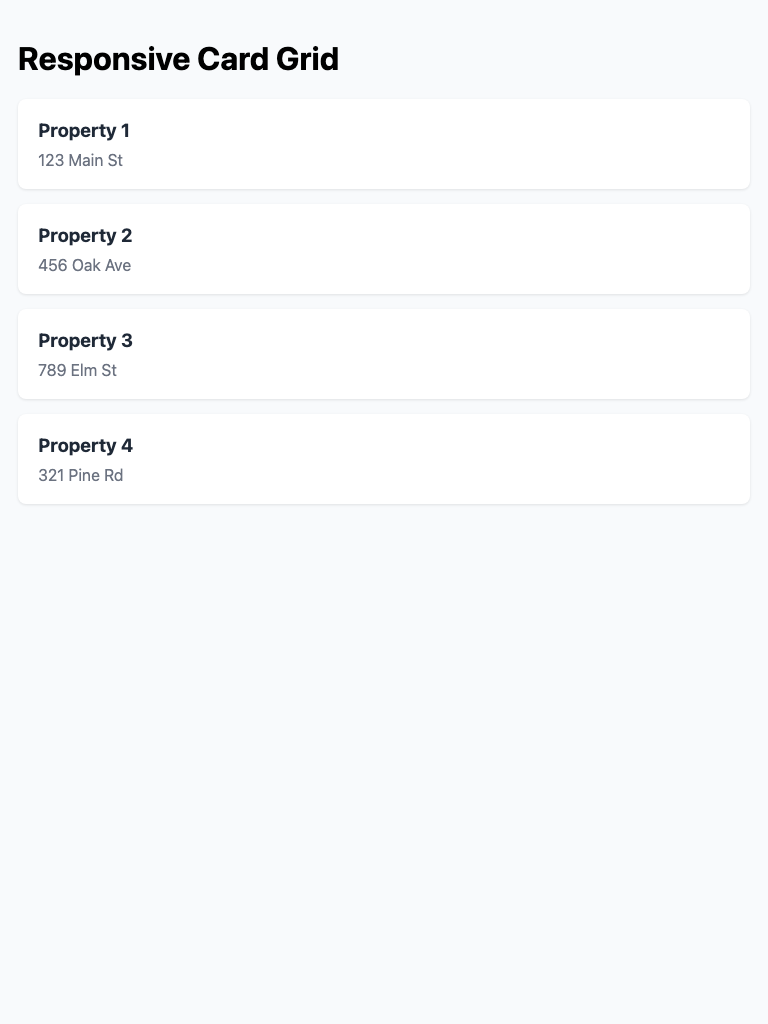 Responsive Card Grid
Property 1
123 Main St
Property 2
456 Oak Ave
Property 3
789 Elm St
Property 4
321 Pine Rd